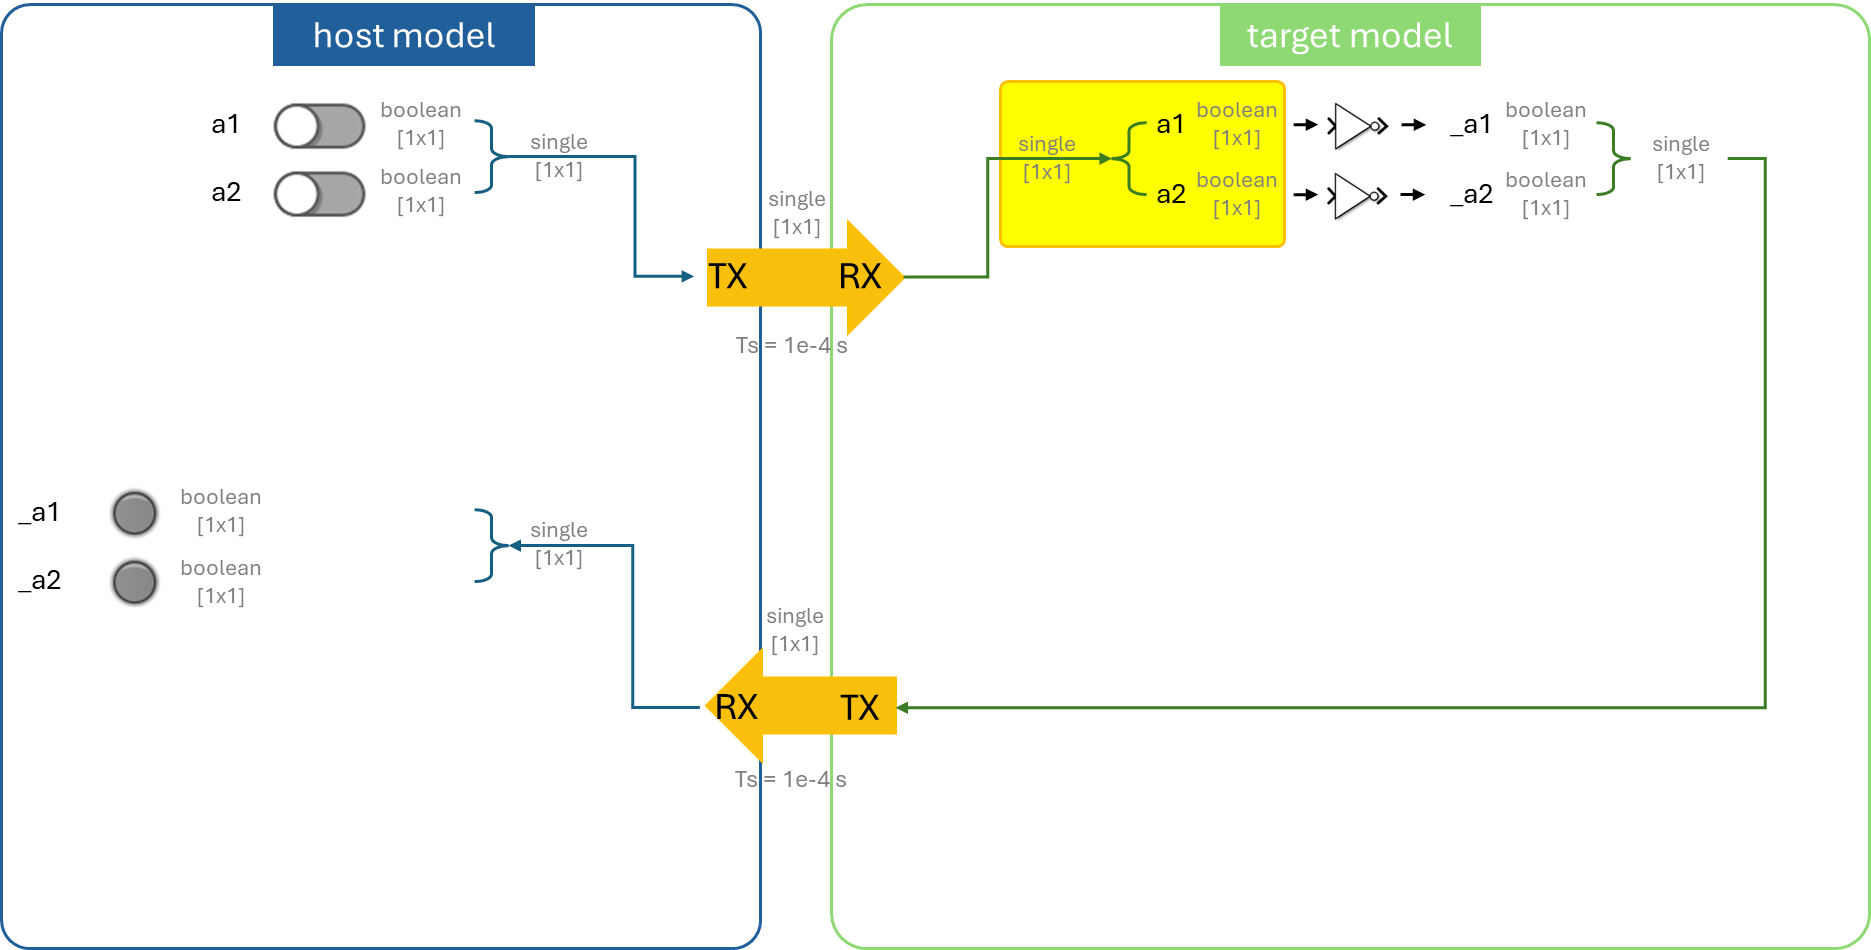 host model
target model
a1
boolean
[1x1]
a2
boolean
[1x1]
single
[1x1]
single
[1x1]
TX
RX
Ts = 1e-4 s
single
[1x1]
a1
boolean
[1x1]
a2
boolean
[1x1]
_a1
boolean
[1x1]
_a2
boolean
[1x1]
single
[1x1]
_a1
boolean
[1x1]
_a2
boolean
[1x1]
single
[1x1]
single
[1x1]
RX
TX
Ts = 1e-4 s